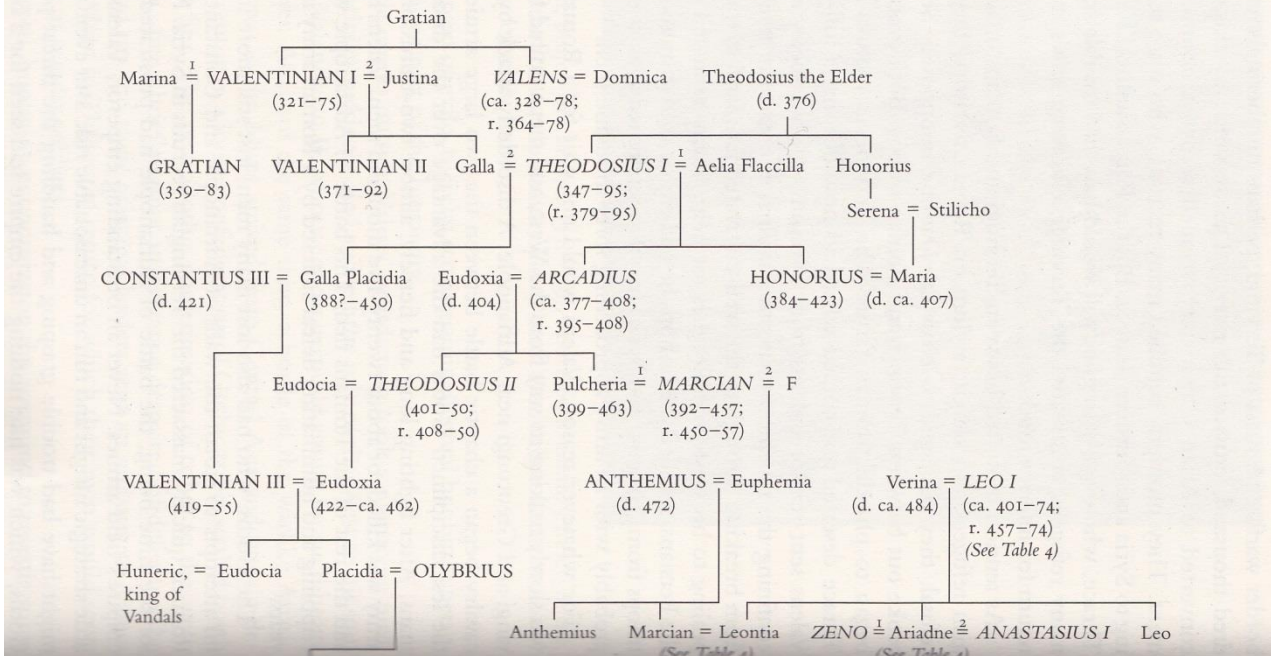 Gratian
Marina 1= VALENTINIAN I 2= Justina VALENS = Domnica Theodosius the Elder
(321–75) (ca. 328–78; (d. 376)
r. 364–78)
GRATIAN VALENTINIAN II Galla 2= THEODOSIUS I 1= Aelia Flaccilla Honorius
(359–83) (371–92) (347–95;
(r. 379–95) Serena = Stilicho
CONSTANTIUS III = Galla Placidia Eudoxia = ARCADIUS HONORIUS = Maria
(d. 421) (388?–450) (d. 404) (ca. 377–408; (384–423) (d. ca. 407)
r. 395–408)
Eudocia = THEODOSIUS II Pulcheria 1= MARCIAN 2= F
(401–50; (399–463) (392–457;
r. 408–50) r. 450–57)
VALENTINIAN III = Eudoxia ANTHEMIUS = Euphemia Verina = LEO I
(419–55) (422–ca. 462) (d. 472) (d. ca. 484) (ca. 401–74;
r. 457–74)
(See Table 4)
Huneric, = Eudocia Placidia = OLYBRIUS
king of
Vandals
Anthemius Marcian = Leontia ZENO 1= Ariadne 2= ANASTASIUS I Leo
(See Table 4) (See Table 4)